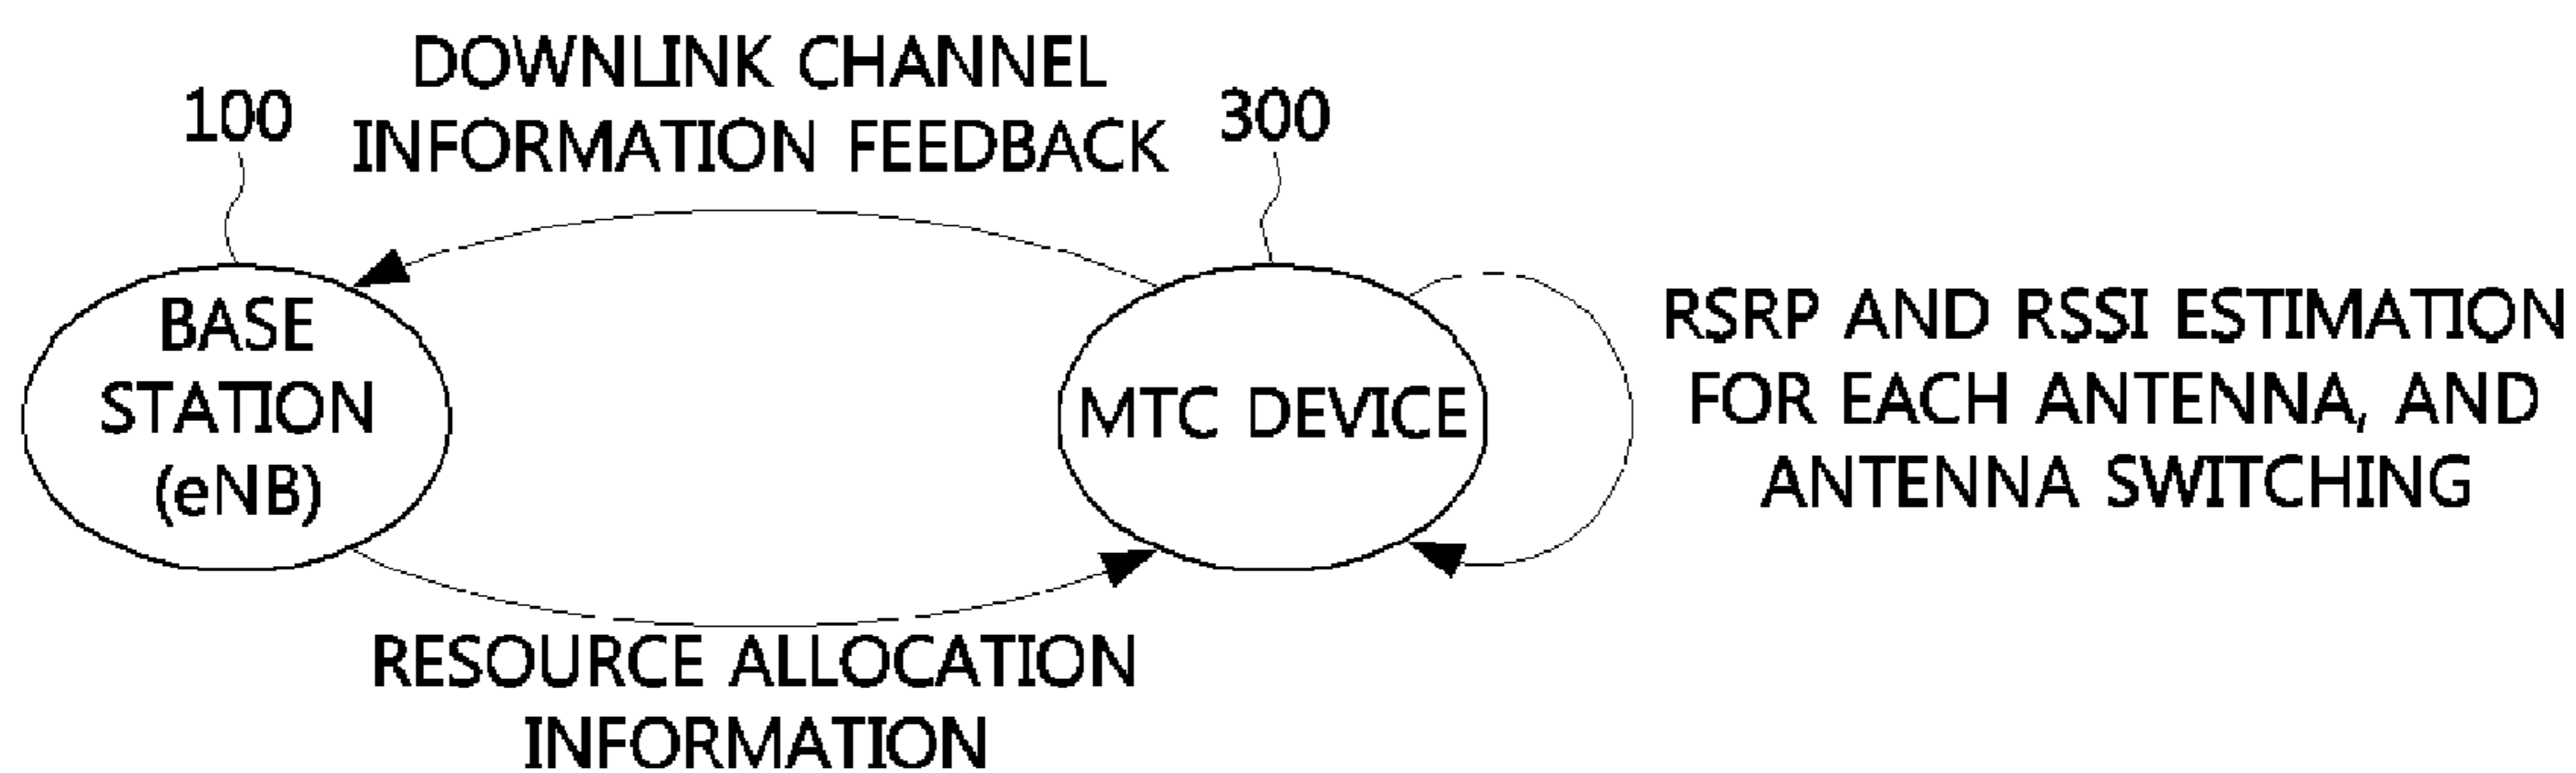 DOWNLINK CHANNEL
INFORMATION FEEDBACK
100
300
BASE
STATION
(eNB)
MTC DEVICE
RSRP AND RSSI ESTIMATION
FOR EACH ANTENNA, AND
ANTENNA SWITCHING
RESOURCE ALLOCATION
INFORMATION